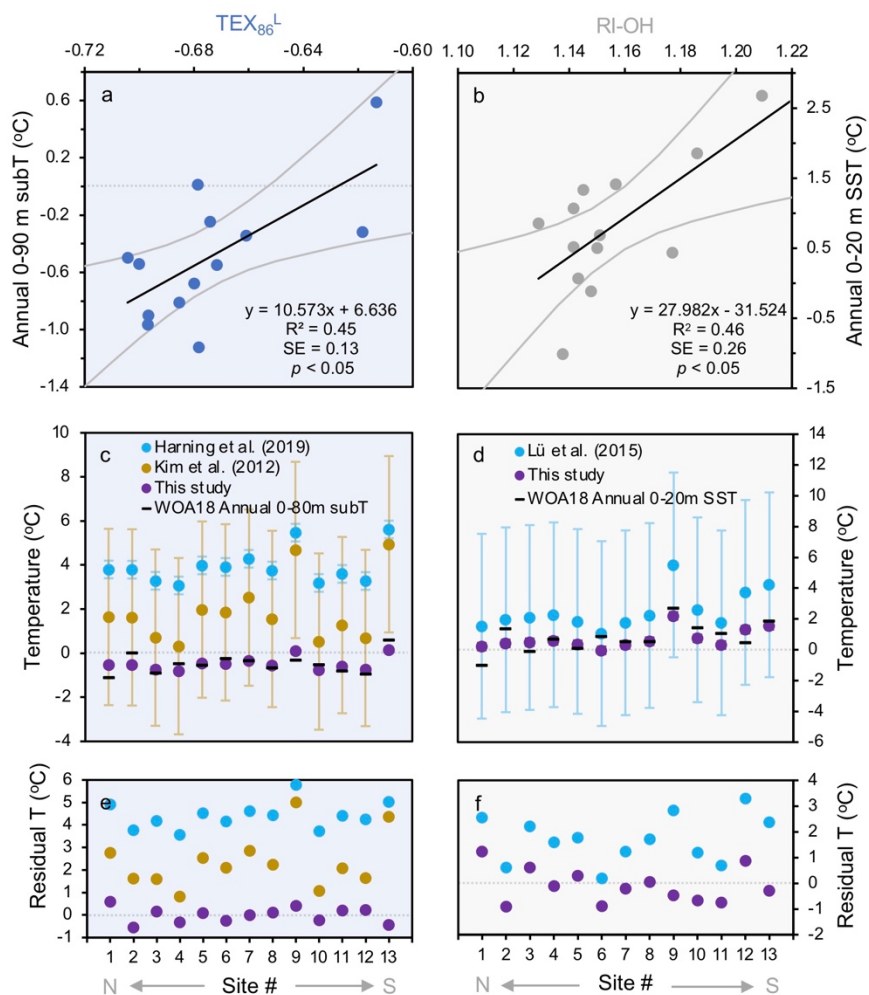 TEX86L
-0.72 -0.68 -0.64 -0.60
RI-OH
1.10 1.12 1.14 1.16 1.18 1.20 1.22
a
Annual 0-90 m subT (oC)
0.6
0.2
-0.2
-0.6
-1.0
-1.4
y = 10.573x + 6.636
R² = 0.45
SE = 0.13
p < 0.05
b
Annual 0-20 m SST (oC)
2.5
1.5
0.5
-0.5
-1.5
y = 27.982x - 31.524
R2 = 0.46
SE = 0.26
p < 0.05
c
Temperature (oC)
10
8
6
4
2
0
-2
-4
Harning et al. (2019)
Kim et al. (2012)
This study
WOA18 Annual 0-80m subT
d
Temperature (oC)
14
12
10
8
6
4
2
0
-2
-4
-6
Lü et al. (2015)
This study
WOA18 Annual 0-20m SST
e
Residual T (oC)
6
5
4
3
2
1
0
-1
1 2 3 4 5 6 7 8 9 10 11 12 13
N Site # S
f
Residual T (oC)
4
3
2
1
0
-1
-2
1 2 3 4 5 6 7 8 9 10 11 12 13
N Site # S